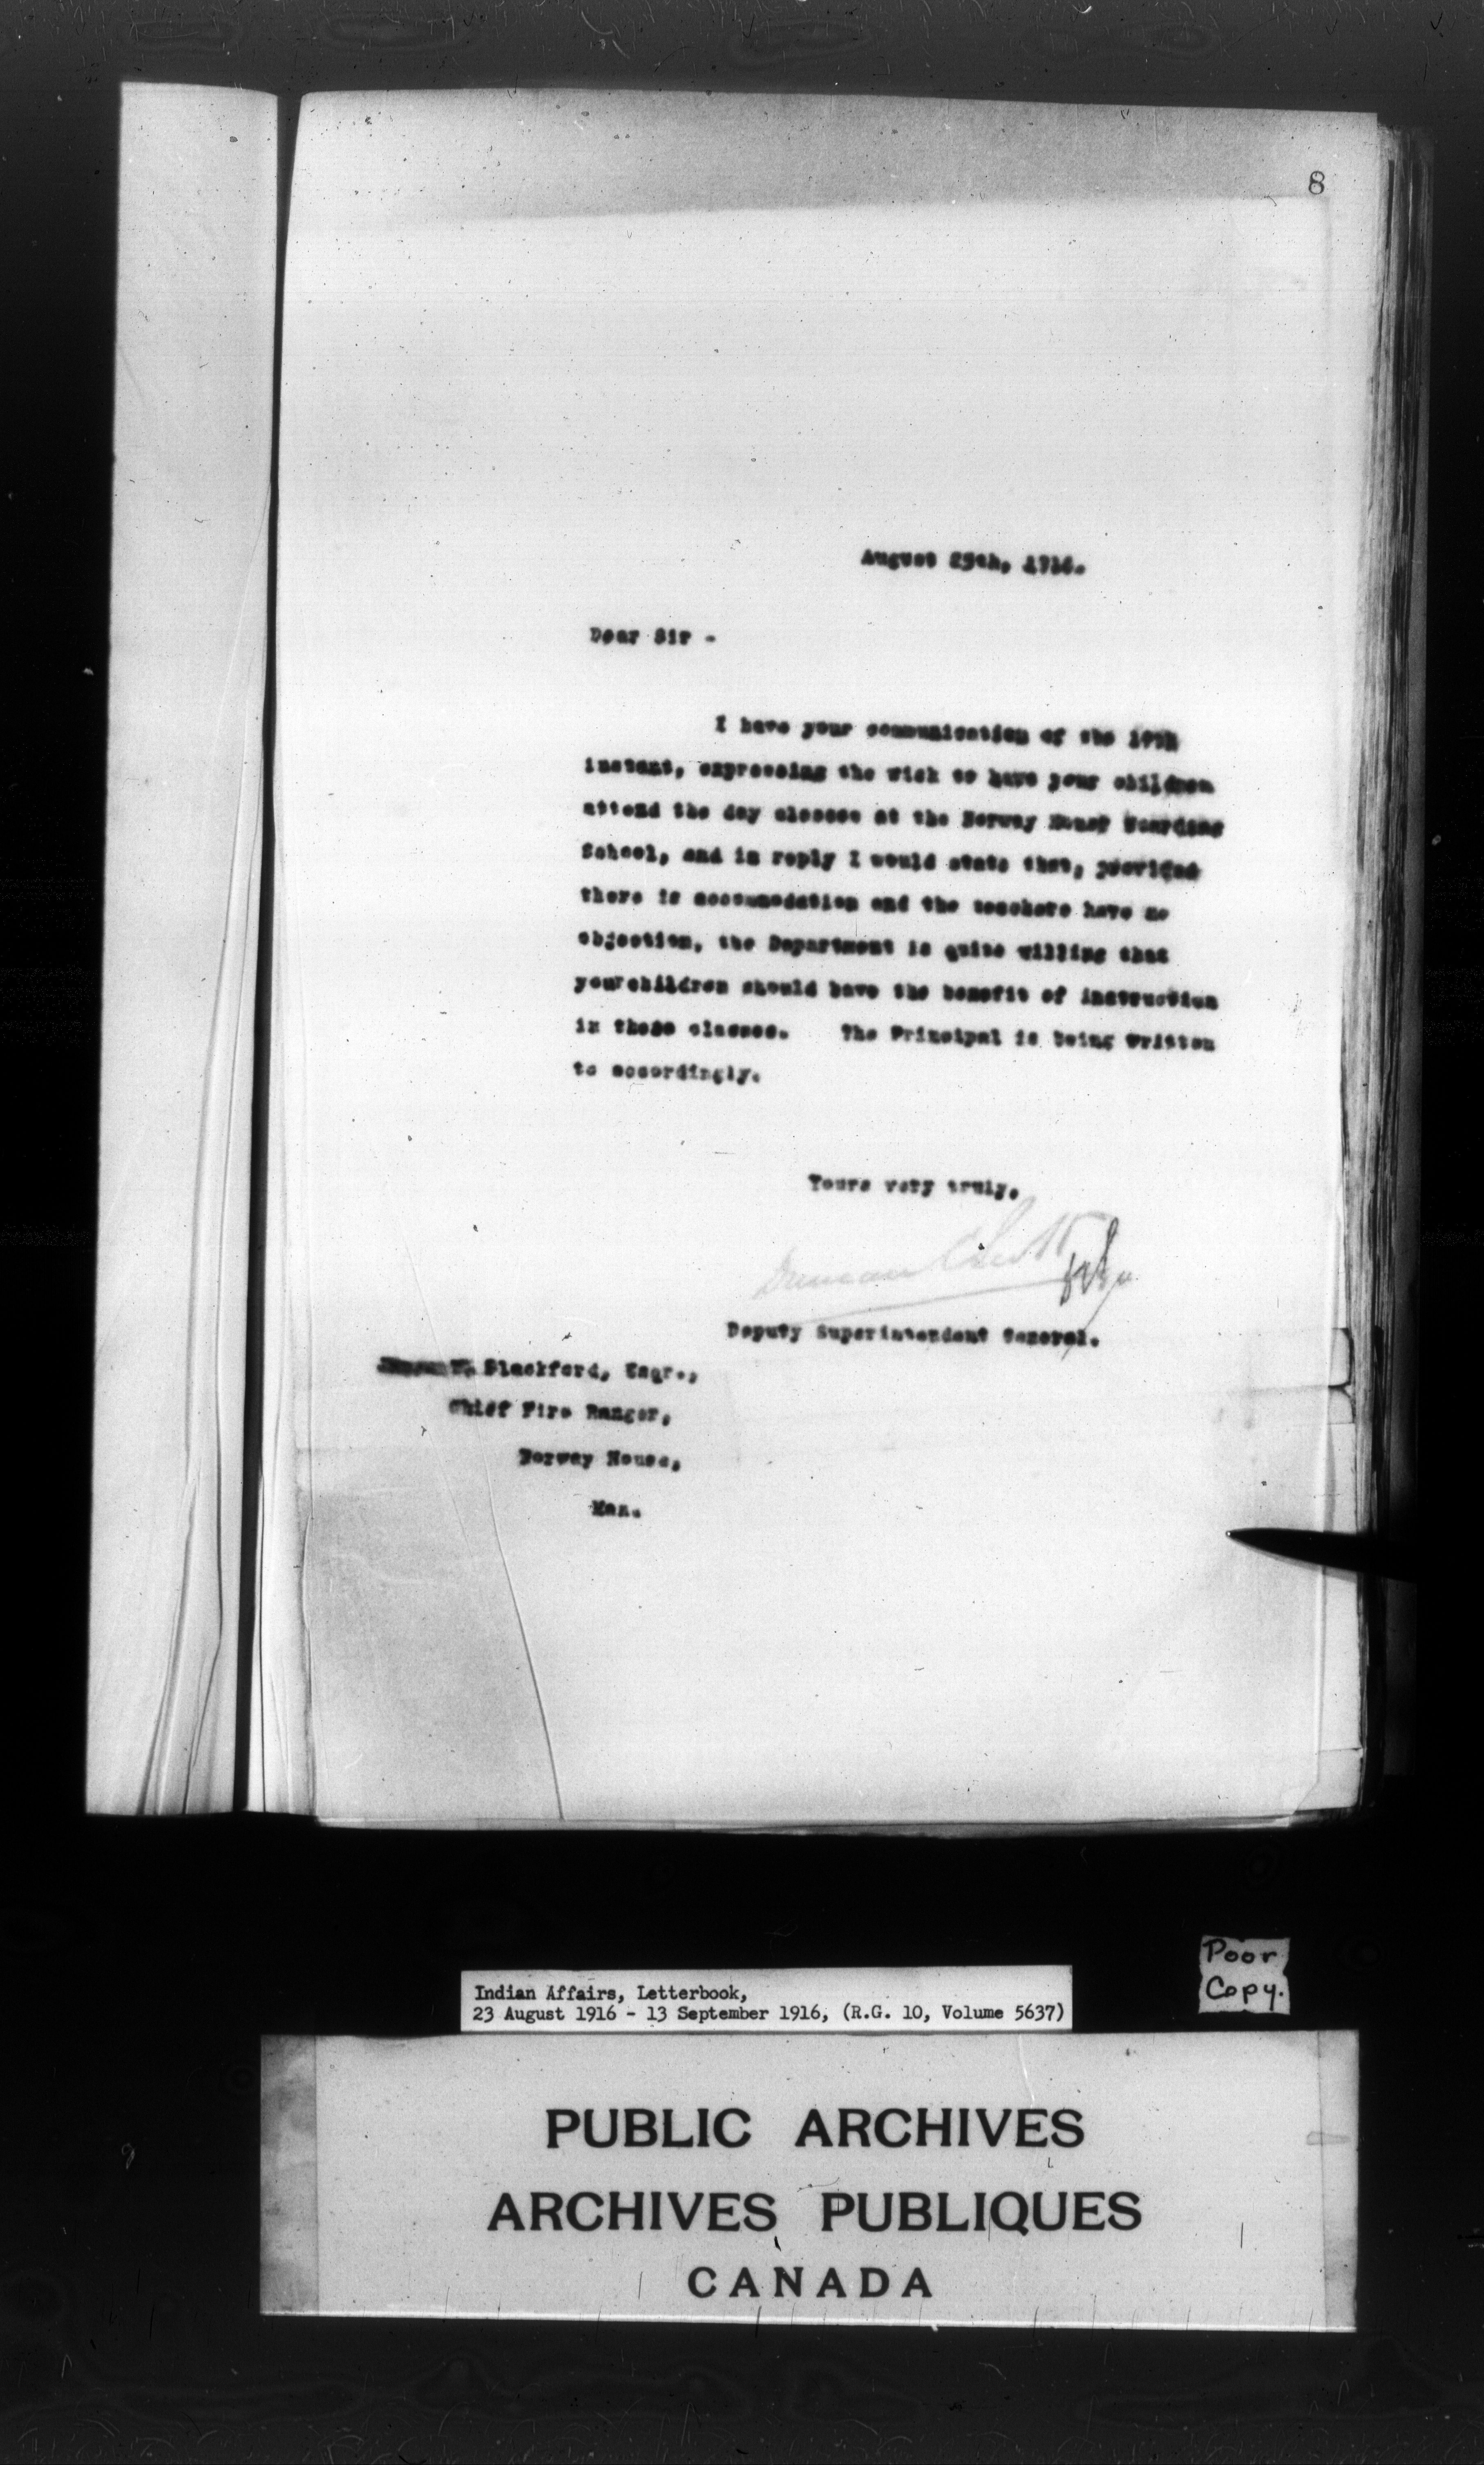 8
August 25th, 1916.
Dear Sir -
I have your communication of the
instant, expressing the wish to have your children
attend the day classes at the Norway House Boarding
School, and in reply I would state that, provided
there is accommodation and the teachers have no
objection, the Department is quite willing that
your children should have the benefit of instruction
in these classes. The Principal is being written
to accordingly.
Yours very truly,
Duncan C Scott
Deputy Superintendent General.
Blackford, Esqr.,
Chief Fire Ranger,
Norway House,
Man.
Poor
Copy.
Indian Affairs, Letterbook,
23 August 1916 - 13 September 1916, (R.G. 10, Volume 5637)
PUBLIC ARCHIVES
ARCHIVES PUBLIQUES
CANADA